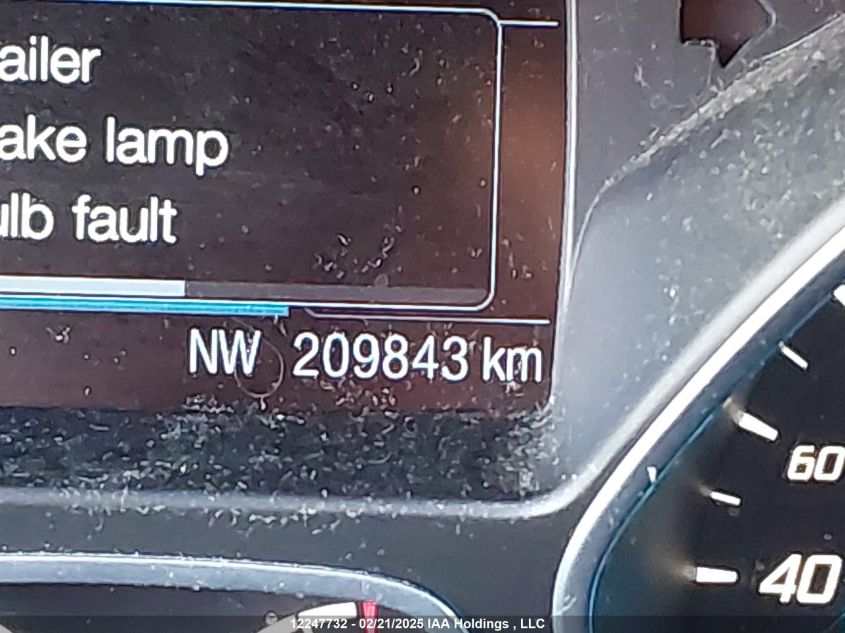 ailer
ake lamp
ulb fault
NW 209843 km
60
40
12247732 - 02/21/2025 IAA Holdings , LLC